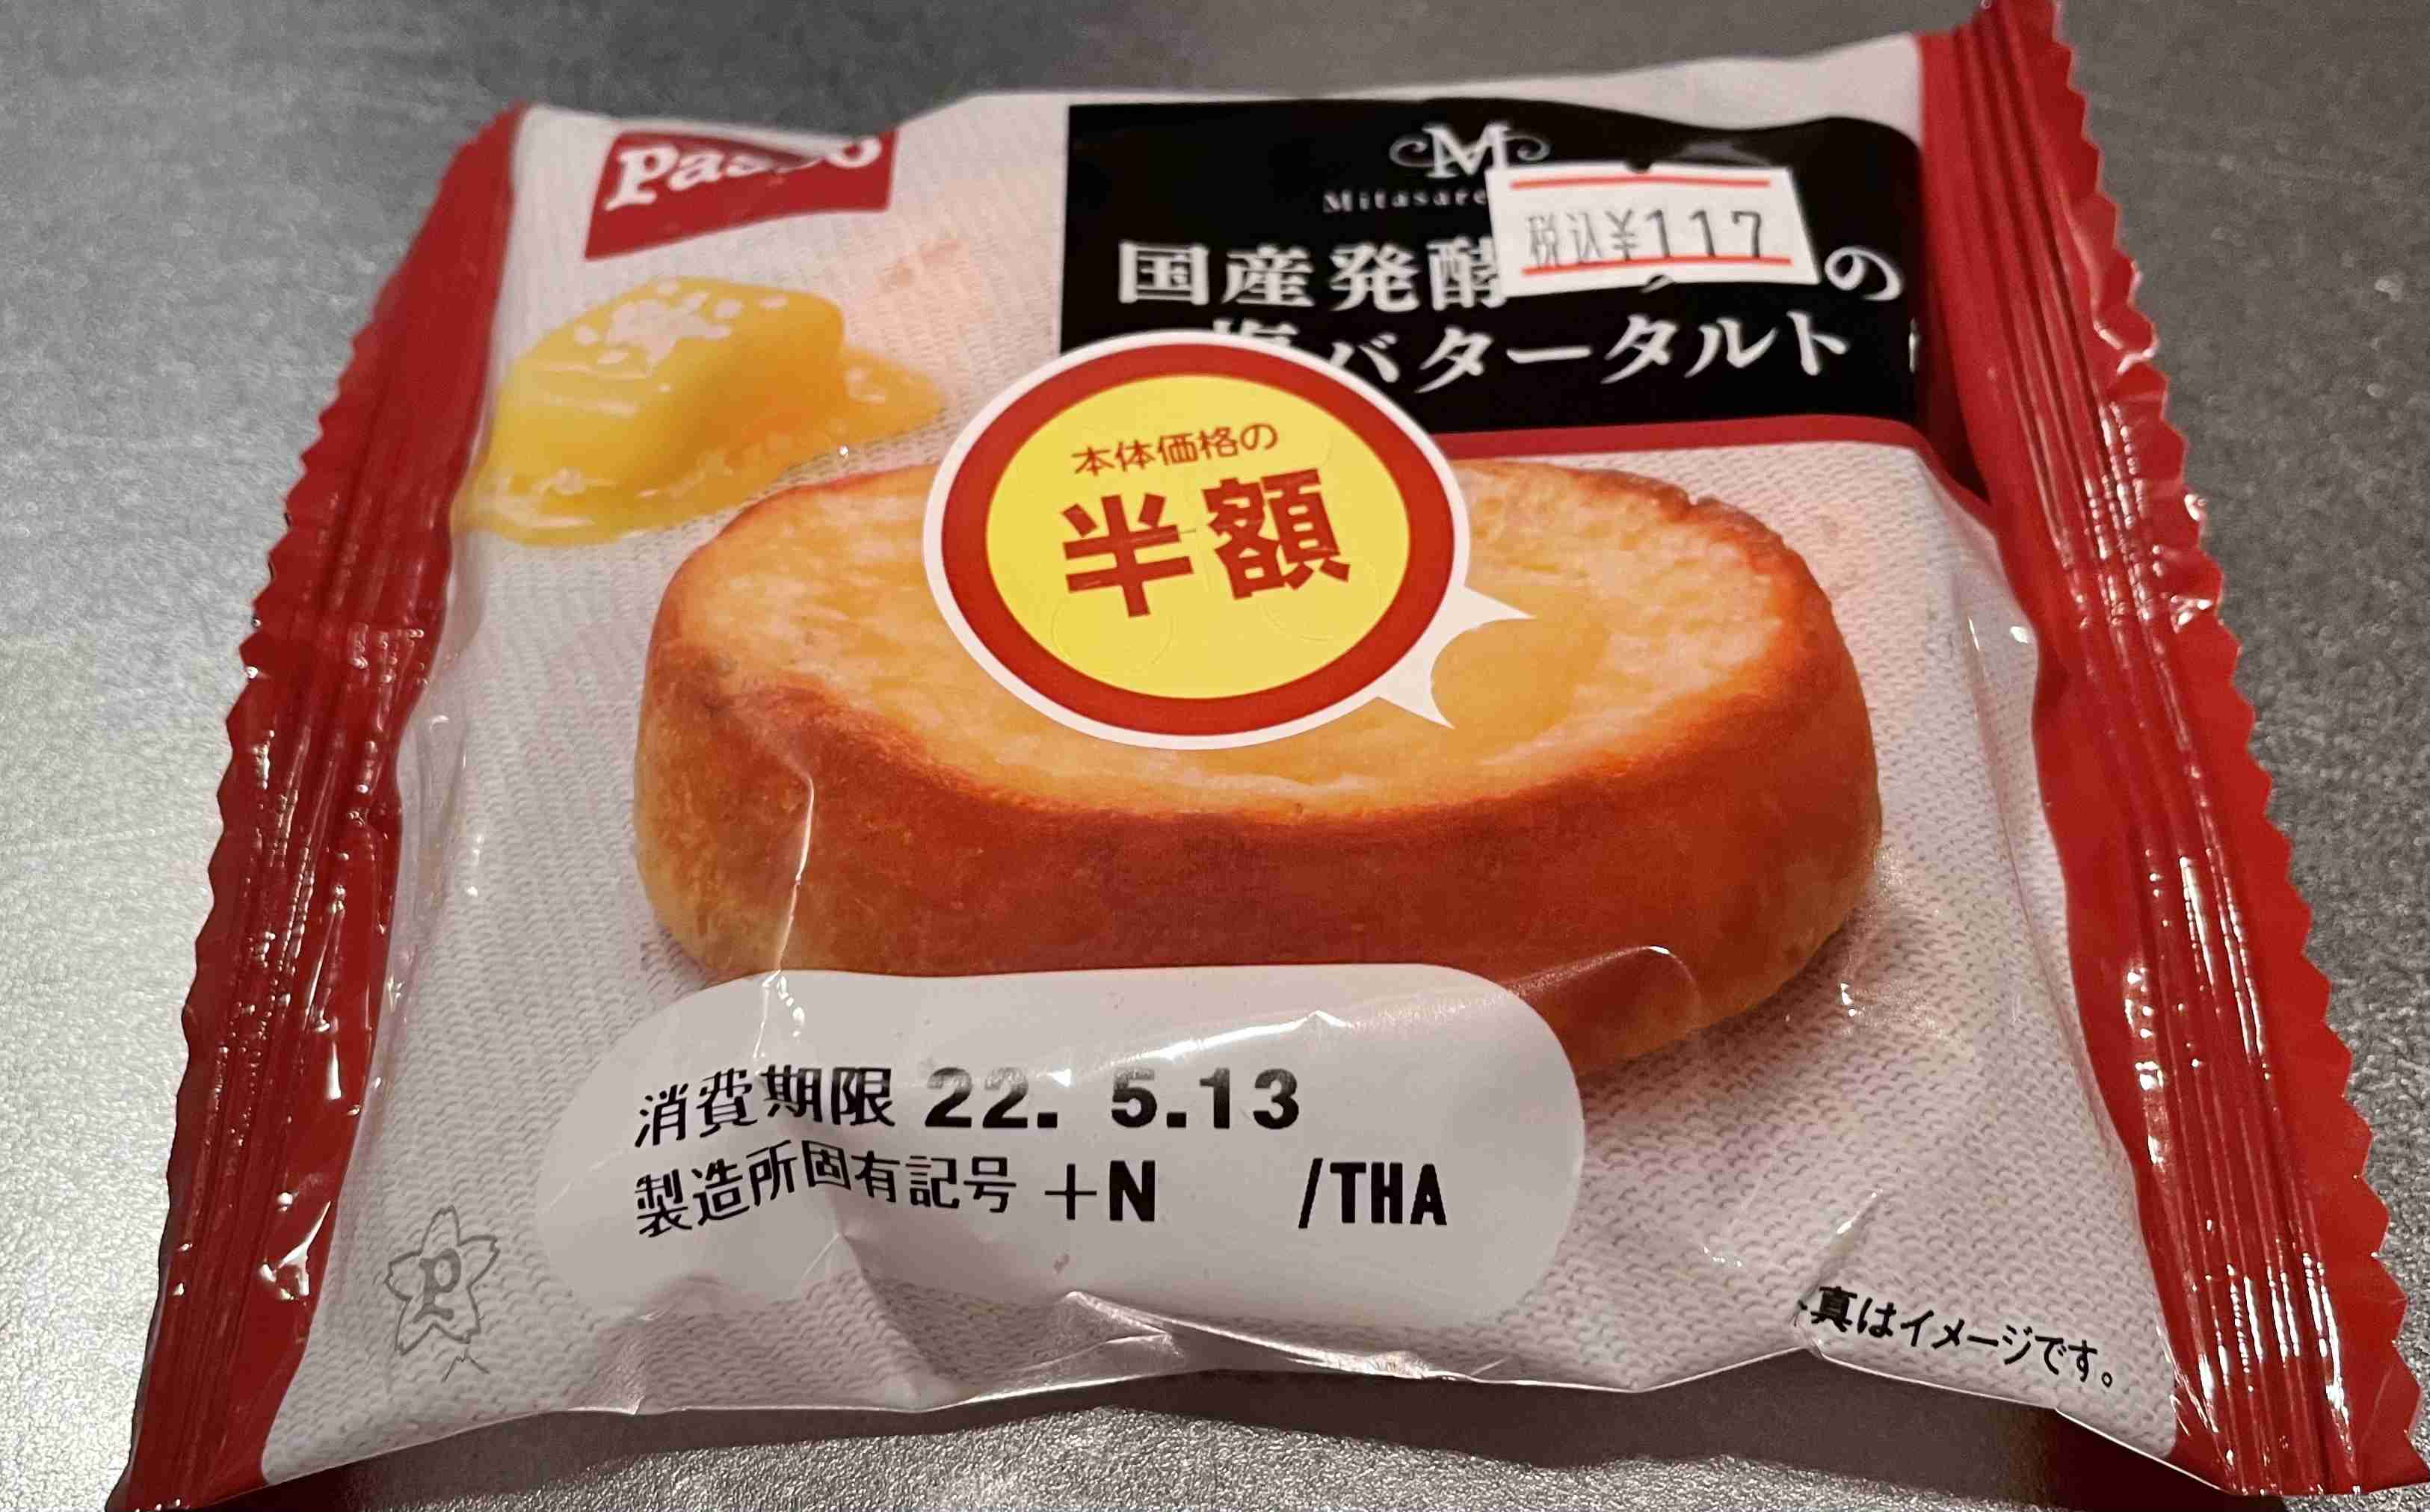 M
税込¥117
国産発酵 の
バタータルト
本体価格の
半額
消費期限 22. 5.13
製造所固有記号 +N /THA
P
真はイメージです。